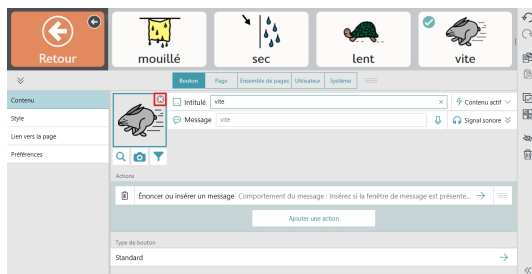 Retour
mouillé
sec
lent
vite
Bouton Page Ensemble de pages Utilisateur Système
Contenu
Style
Lien vers la page
Préférences
Intitulé vite Contenu actif
Message vite Signal sonore
Actions
Énoncer ou insérer un message Comportement du message : Insérez si la fenêtre de message est présente...
Ajouter une action
Type de bouton
Standard